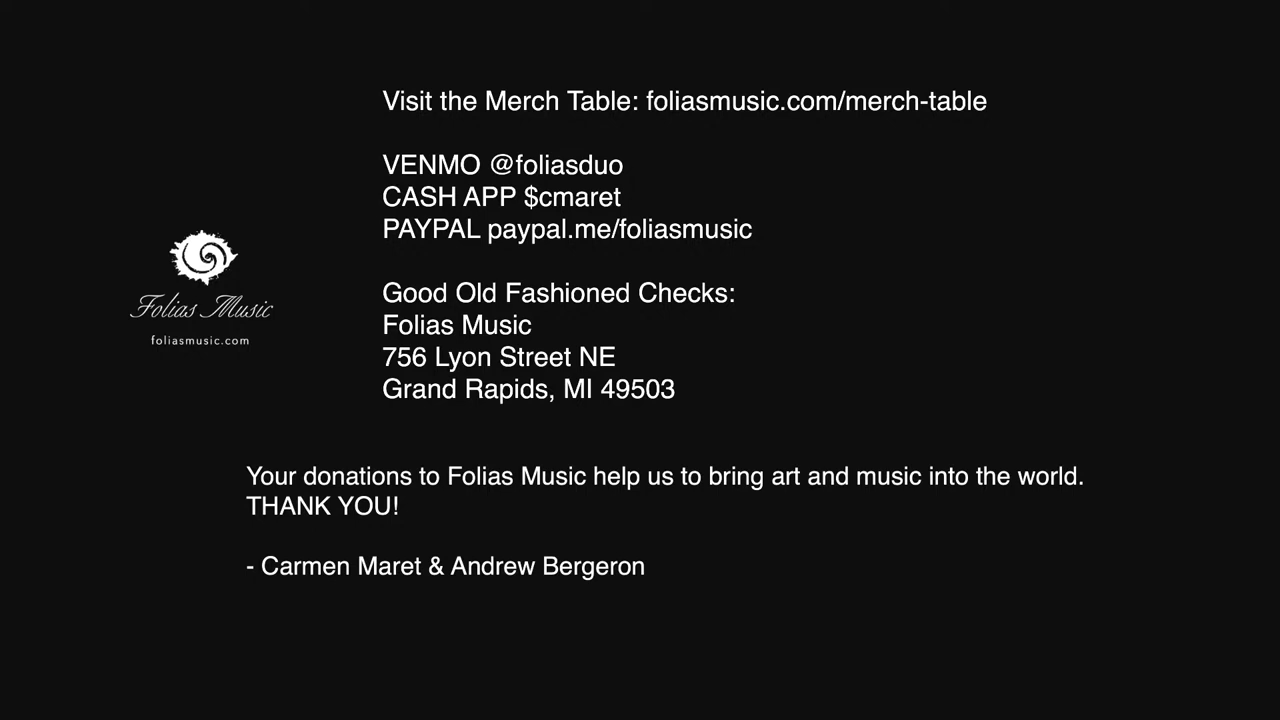 Visit the Merch Table: foliasmusic.com/merch-table
VENMO @foliasduo
CASH APP $cmaret
PAYPAL paypal.me/foliasmusic
Folias Music
foliasmusic.com
Good Old Fashioned Checks:
Folias Music
756 Lyon Street NE
Grand Rapids, MI 49503
Your donations to Folias Music help us to bring art and music into the world.
THANK YOU!
- Carmen Maret & Andrew Bergeron